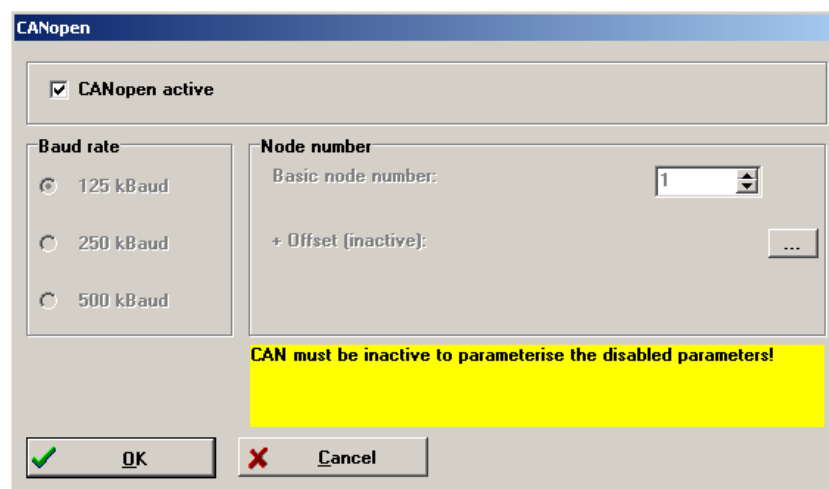 CANopen
CANopen active
Baud rate
125 kBaud
250 kBaud
500 kBaud
Node number
Basic node number:
1
+ Offset (inactive):
...
CAN must be inactive to parameterise the disabled parameters!
OK
Cancel